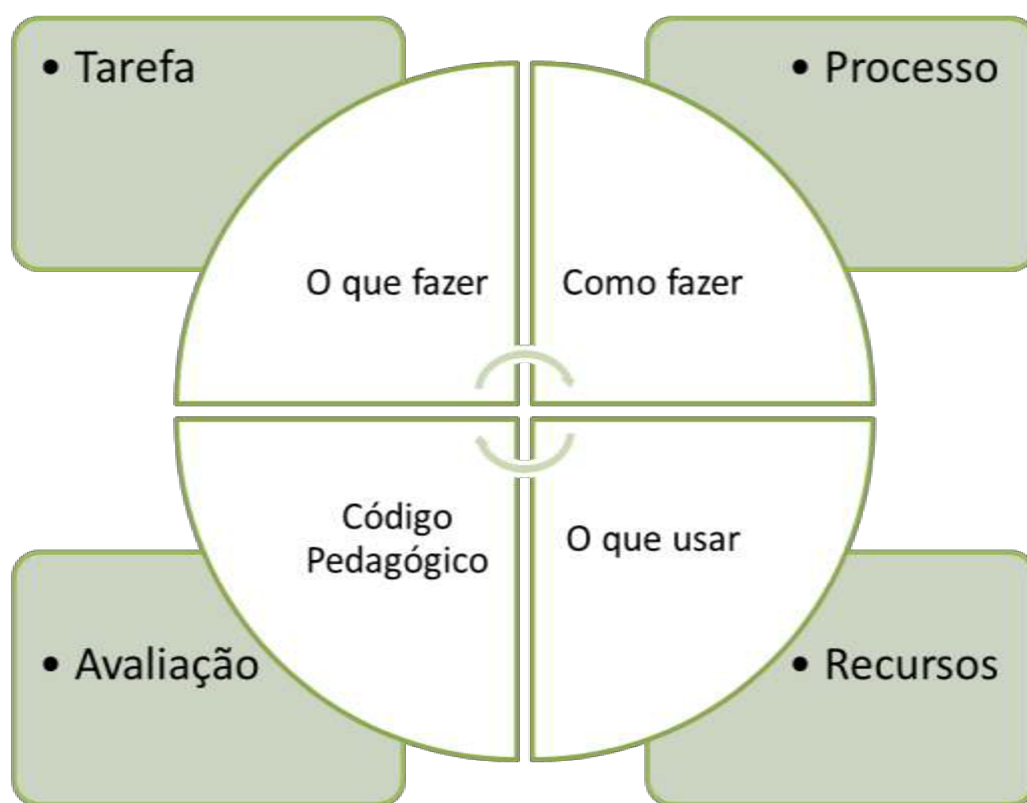 • Tarefa
• Processo
O que fazer
Como fazer
Código
Pedagógico
O que usar
• Avaliação
• Recursos